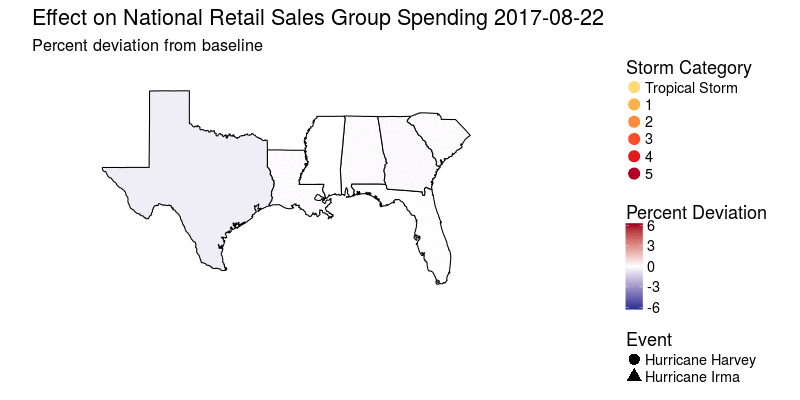 Effect on National Retail Sales Group Spending 2017-08-22
Percent deviation from baseline
Storm Category
Tropical Storm
1
2
3
4
5
Percent Deviation
6
3
0
-3
-6
Event
Hurricane Harvey
Hurricane Irma